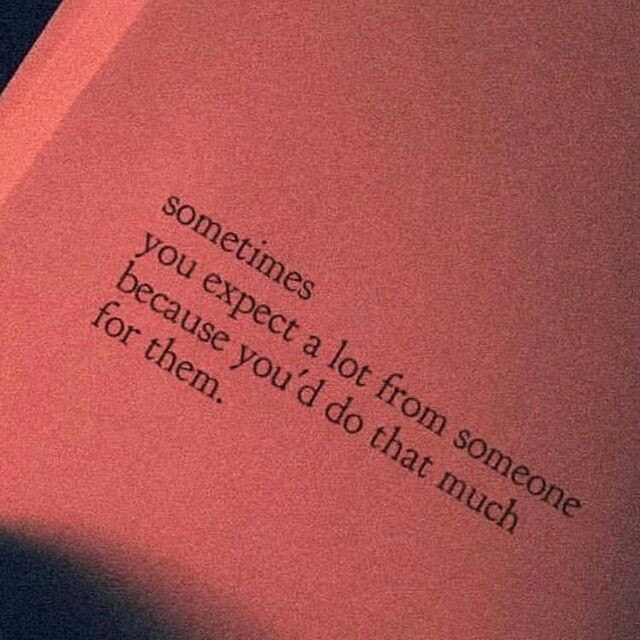 sometimes
you expect a lot from someone
because you'd do that much
for them.